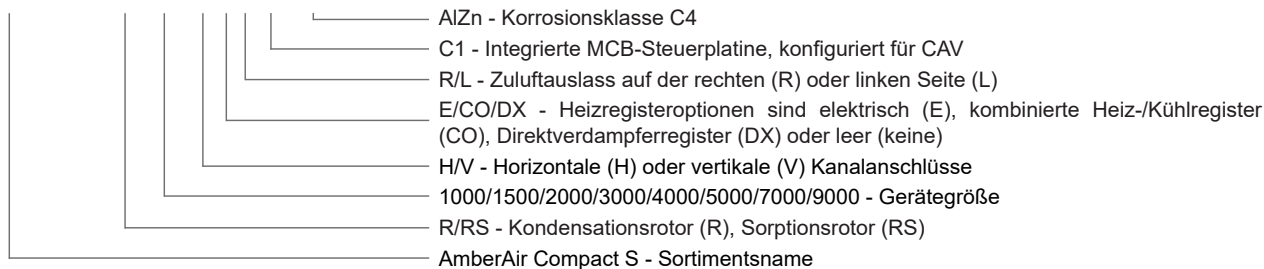 AlZn - Korrosionsklasse C4
C1 - Integrierte MCB-Steuerplatine, konfiguriert für CAV
R/L - Zuluftauslass auf der rechten (R) oder linken Seite (L)
E/CO/DX - Heizregisteroptionen sind elektrisch (E), kombinierte Heiz-/Kühlregister
(CO), Direktverdampferregister (DX) oder leer (keine)
H/V - Horizontale (H) oder vertikale (V) Kanalanschlüsse
1000/1500/2000/3000/4000/5000/7000/9000 - Gerätegröße
R/RS - Kondensationsrotor (R), Sorptionsrotor (RS)
AmberAir Compact S - Sortimentsname